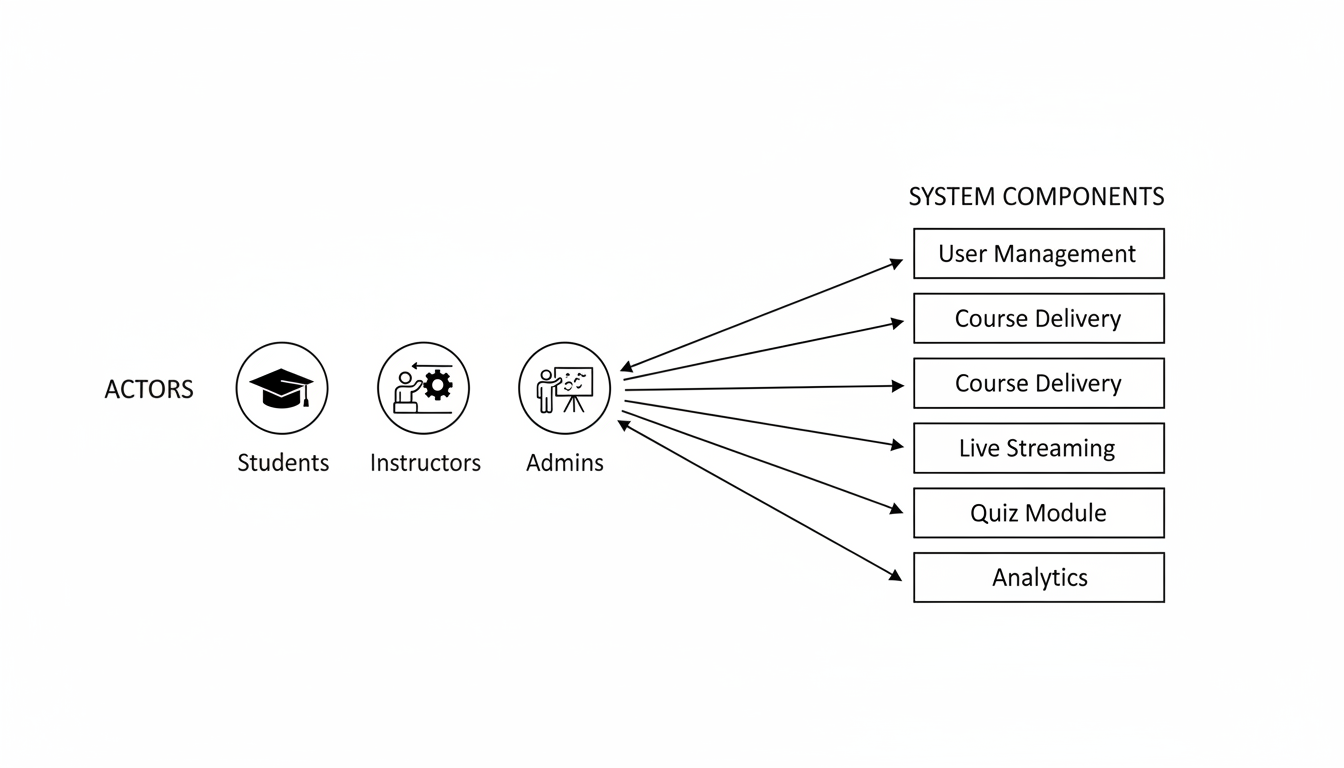 SYSTEM COMPONENTS
User Management
Course Delivery
Course Delivery
Live Streaming
Quiz Module
Analytics
ACTORS
Students
Instructors
Admins